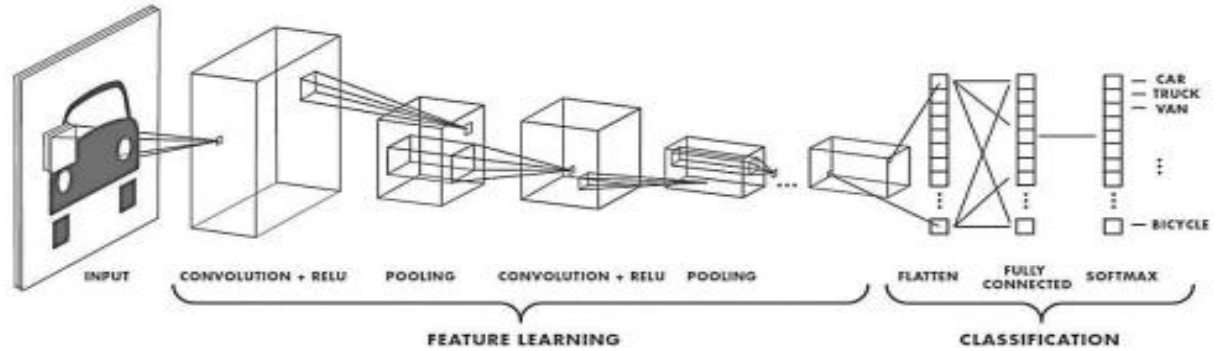 CAR
TRUCK
VAN
BICYCLE
INPUT
CONVOLUTION + RELU
POOLING
CONVOLUTION + RELU
POOLING
FLATTEN
FULLY
CONNECTED
SOFTMAX
FEATURE LEARNING
CLASSIFICATION